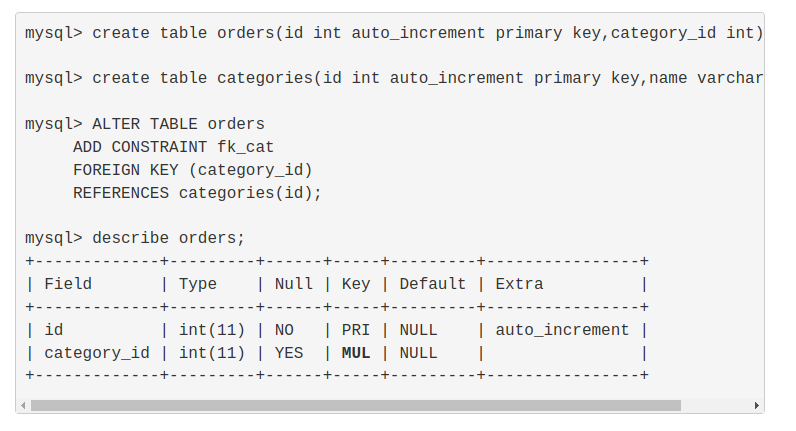 mysql> create table orders(id int auto_increment primary key,category_id int)
mysql> create table categories(id int auto_increment primary key,name varchar
mysql> ALTER TABLE orders
     ADD CONSTRAINT fk_cat
     FOREIGN KEY (category_id)
     REFERENCES categories(id);
mysql> describe orders;
+-------------+---------+------+-----+---------+----------------+
| Field       | Type    | Null | Key | Default | Extra          |
+-------------+---------+------+-----+---------+----------------+
| id          | int(11) | NO   | PRI | NULL    | auto_increment |
| category_id | int(11) | YES  | MUL | NULL    |                |
+-------------+---------+------+-----+---------+----------------+